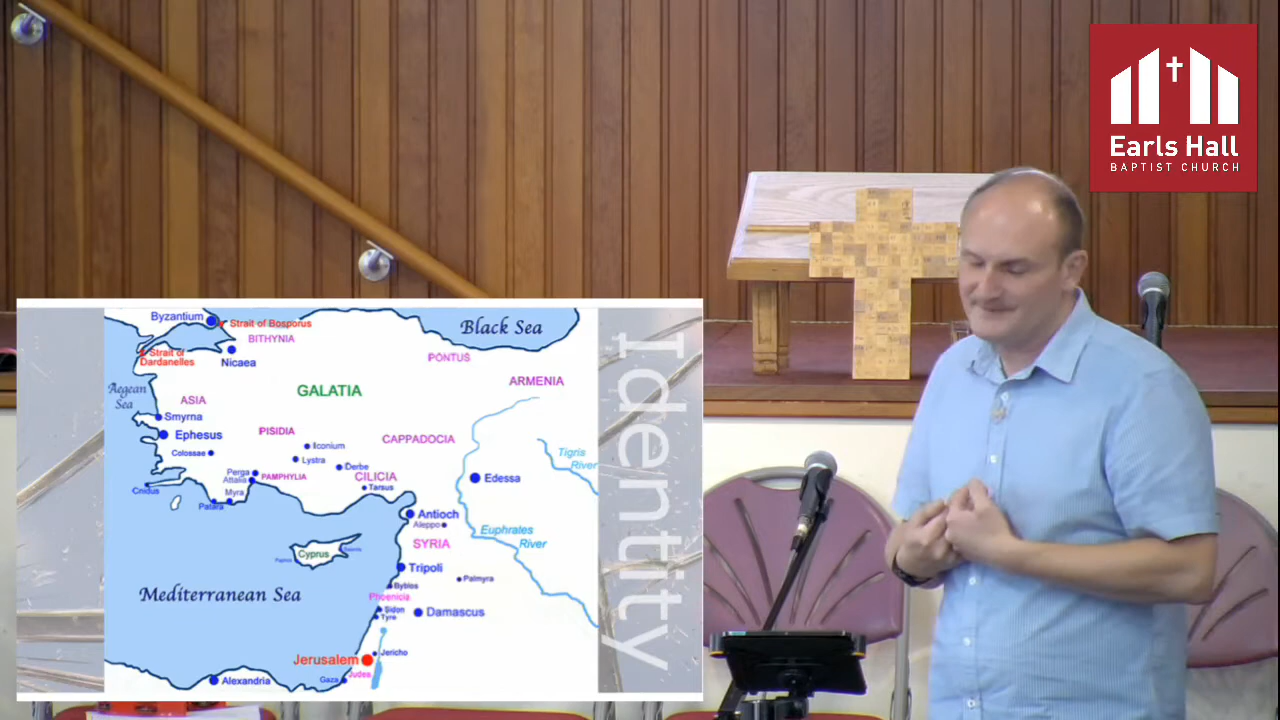 Earls Hall
BAPTIST CHURCH
Identity
Byzantium
Strait of Bosporus
BITHYNIA
Black Sea
Strait of
Dardanelles
Nicaea
PONTUS
Aegean
Sea
GALATIA
ARMENIA
ASIA
Smyrna
Ephesus
PISIDIA
Iconium
CAPPADOCIA
Colossae
Lystra
Derbe
Tigris
River
Perga
Attalia
PAMPHYLIA
CILICIA
Tarsus
Edessa
Cnidus
Myra
Patara
Antioch
Aleppo
Euphrates
River
SYRIA
Cyprus
Tripoli
Byblos
Palmyra
Mediterranean Sea
Phoenicia
Sidon
Tyre
Damascus
Jerusalem
Jericho
Judea
Alexandria
Gaza